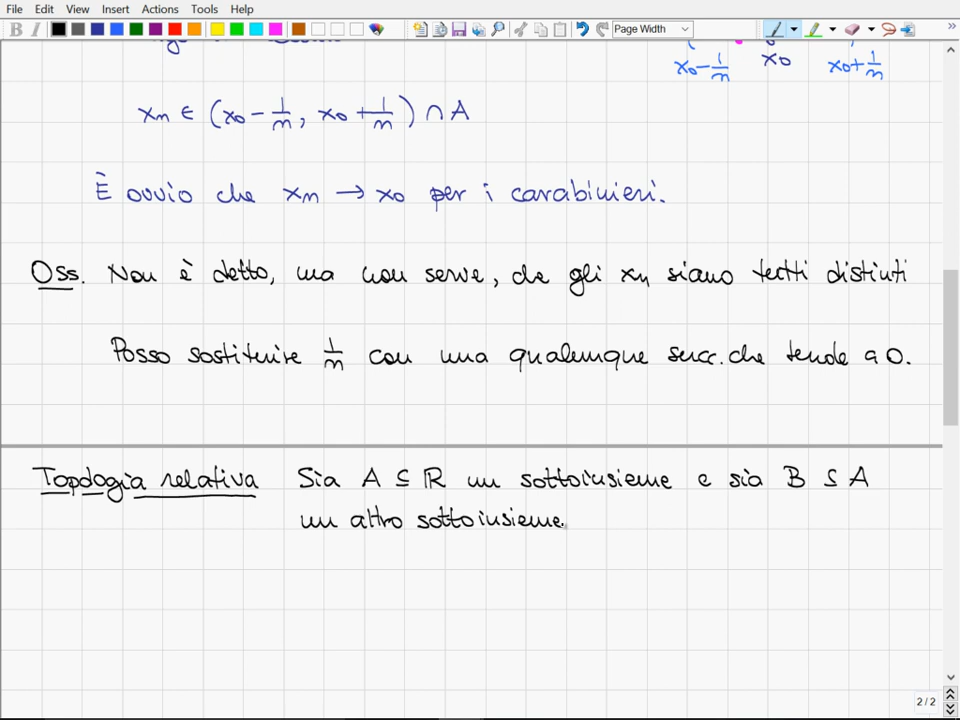 File Edit View Insert Actions Tools Help
B I Page Width
x₀-1/n x₀ x₀+1/n
xₙ ∈ (x₀ - 1/n, x₀ + 1/n) ∩ A
È ovvio che xₙ → x₀ per i carabinieri.
Oss. Non è detto, ma non serve, che gli xₙ siano tutti distinti
Posso sostituire 1/n con una qualunque succ. che tende a 0.
Topologia relativa Sia A ⊆ ℝ un sottoinsieme e sia B ⊆ A
un altro sottoinsieme.
2 / 2